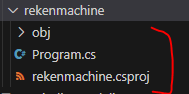 rekenmachine
obj
Program.cs
rekenmachine.csproj